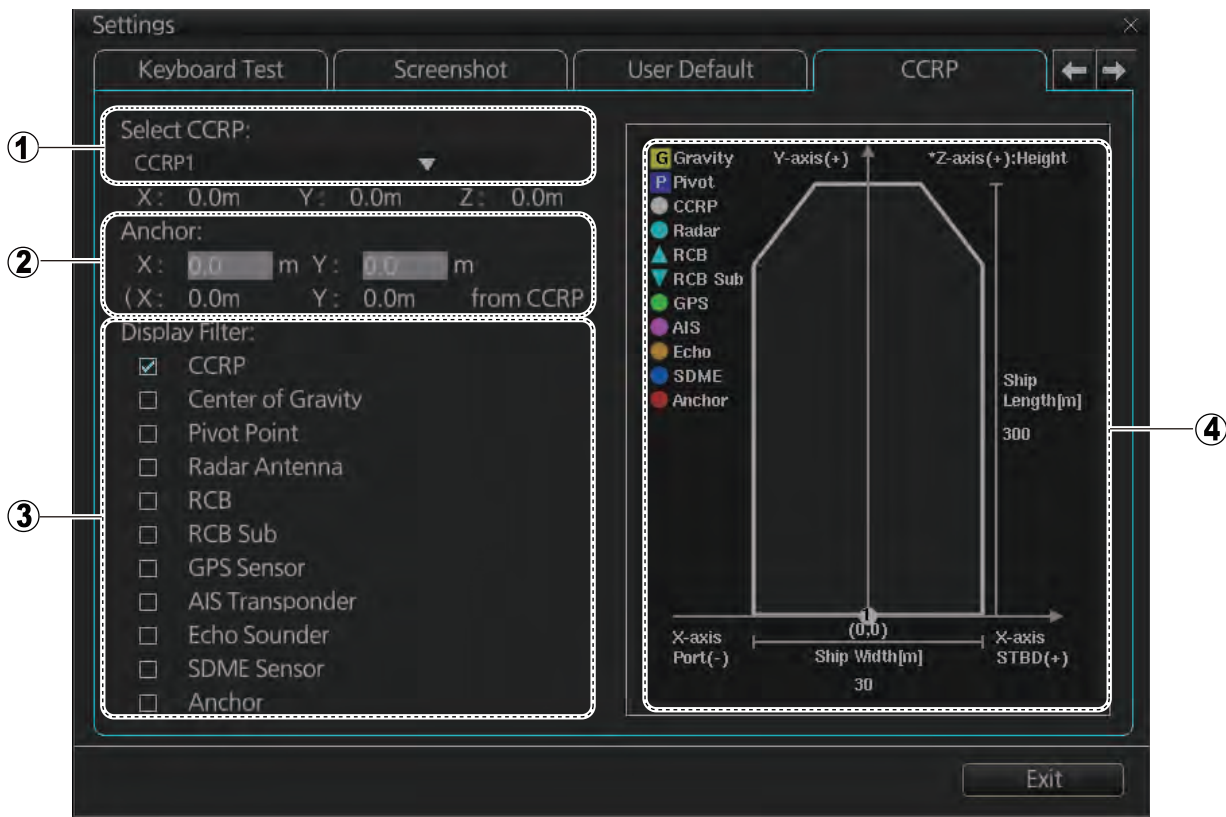 Settings
Keyboard Test
Screenshot
User Default
CCRP
1
Select CCRP:
CCRP1
X: 0.0m Y: 0.0m Z: 0.0m
2
Anchor:
X: 0.0 m Y: 0.0 m
(X: 0.0m Y: 0.0m from CCRP
3
Display Filter:
CCRP
Center of Gravity
Pivot Point
Radar Antenna
RCB
RCB Sub
GPS Sensor
AIS Transponder
Echo Sounder
SDME Sensor
Anchor
4
G Gravity
P Pivot
CCRP
Radar
RCB
RCB Sub
GPS
AIS
Echo
SDME
Anchor
Y-axis(+)
*Z-axis(+):Height
Ship
Length[m]
300
1
(0,0)
X-axis
Port(-)
Ship Width[m]
30
X-axis
STBD(+)
Exit